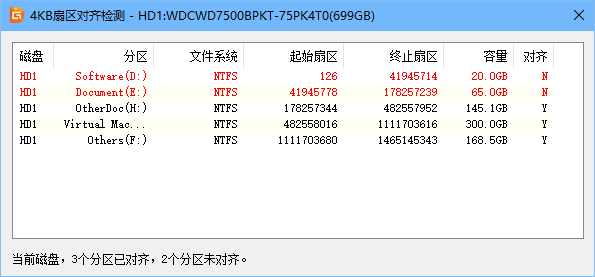 4KB扇区对齐检测 - HD1:WDCWD7500BPKT-75PK4T0(699GB)
磁盘 分区 文件系统 起始扇区 终止扇区 容量 对齐
HD1 Software(D:) NTFS 126 41945714 20.0GB N
HD1 Document(E:) NTFS 41945778 178257239 65.0GB N
HD1 OtherDoc(H:) NTFS 178257344 482557952 145.1GB Y
HD1 Virtual Mac... NTFS 482558016 1111703616 300.0GB Y
HD1 Others(F:) NTFS 1111703680 1465145343 168.5GB Y
当前磁盘，3个分区已对齐，2个分区未对齐。